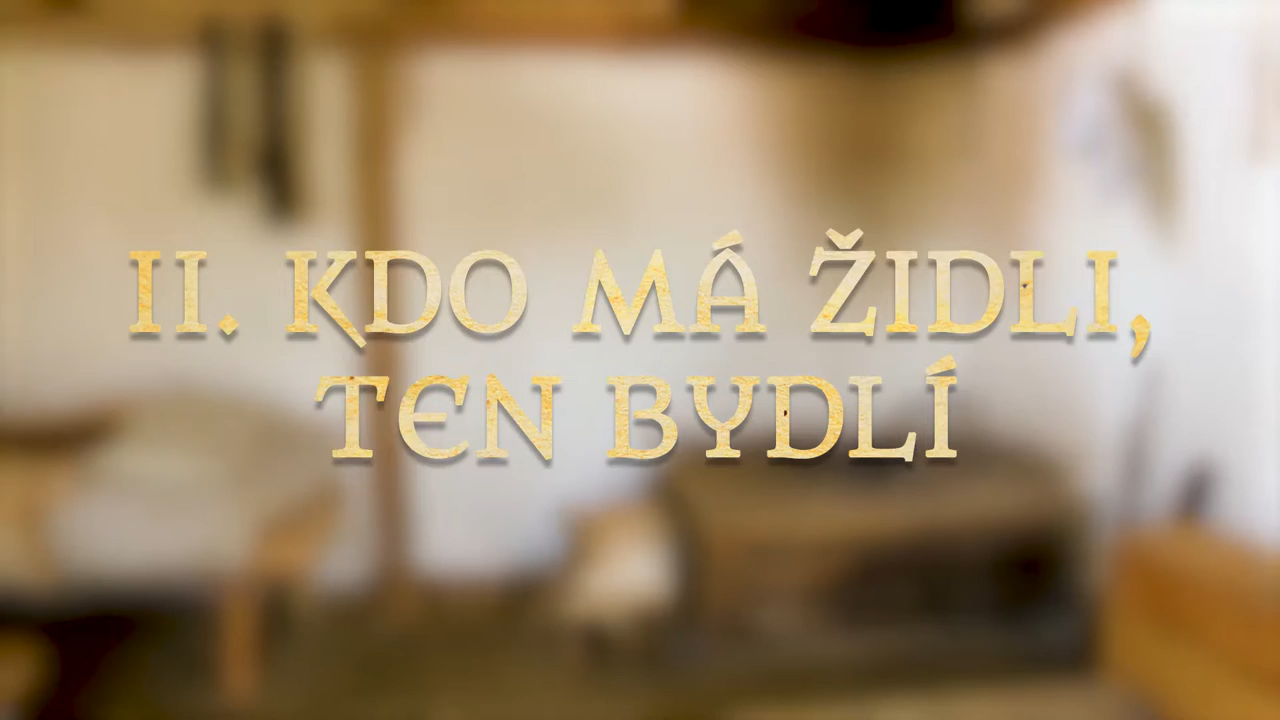 II. KDO MÁ ŽIDLI,
TEN BYDLÍ